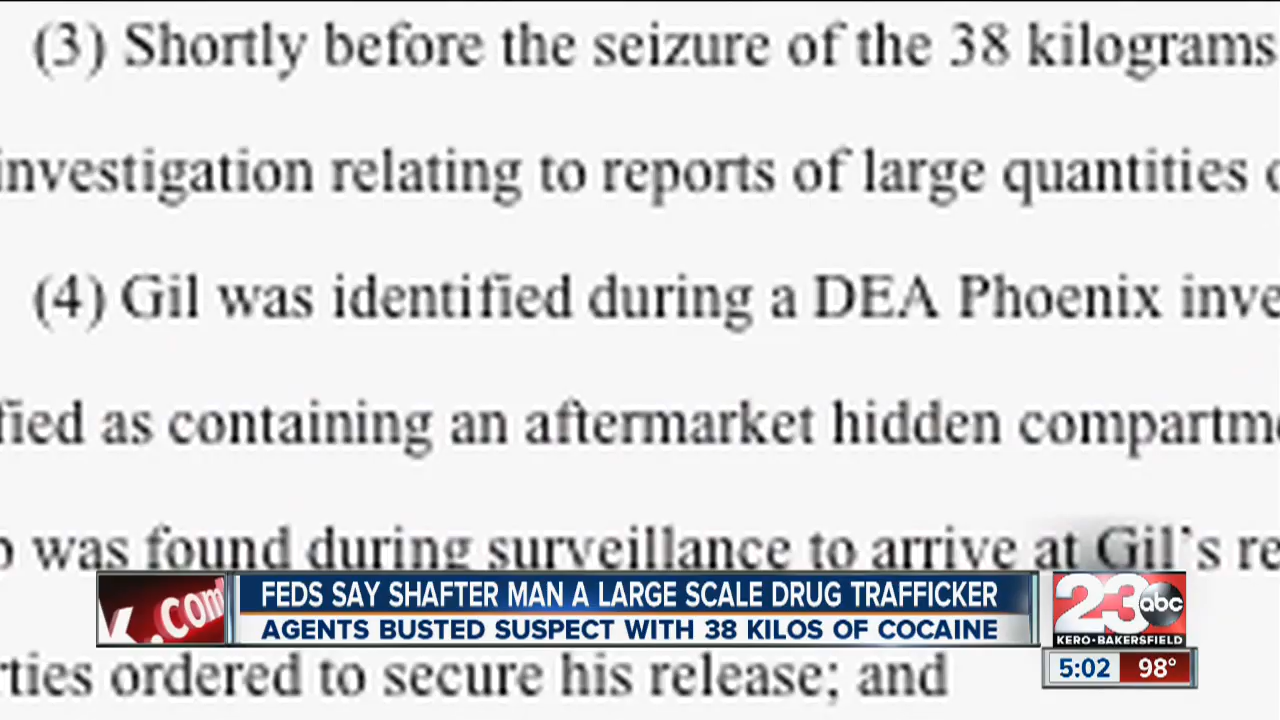 (3) Shortly before the seizure of the 38 kilograms
investigation relating to reports of large quantities
(4) Gil was identified during a DEA Phoenix inve
fied as containing an aftermarket hidden compartme
was found during surveillance to arrive at Gil's re
rties ordered to secure his release; and
k.com
FEDS SAY SHAFTER MAN A LARGE SCALE DRUG TRAFFICKER
AGENTS BUSTED SUSPECT WITH 38 KILOS OF COCAINE
23 abc
KERO·BAKERSFIELD
5:02 98°